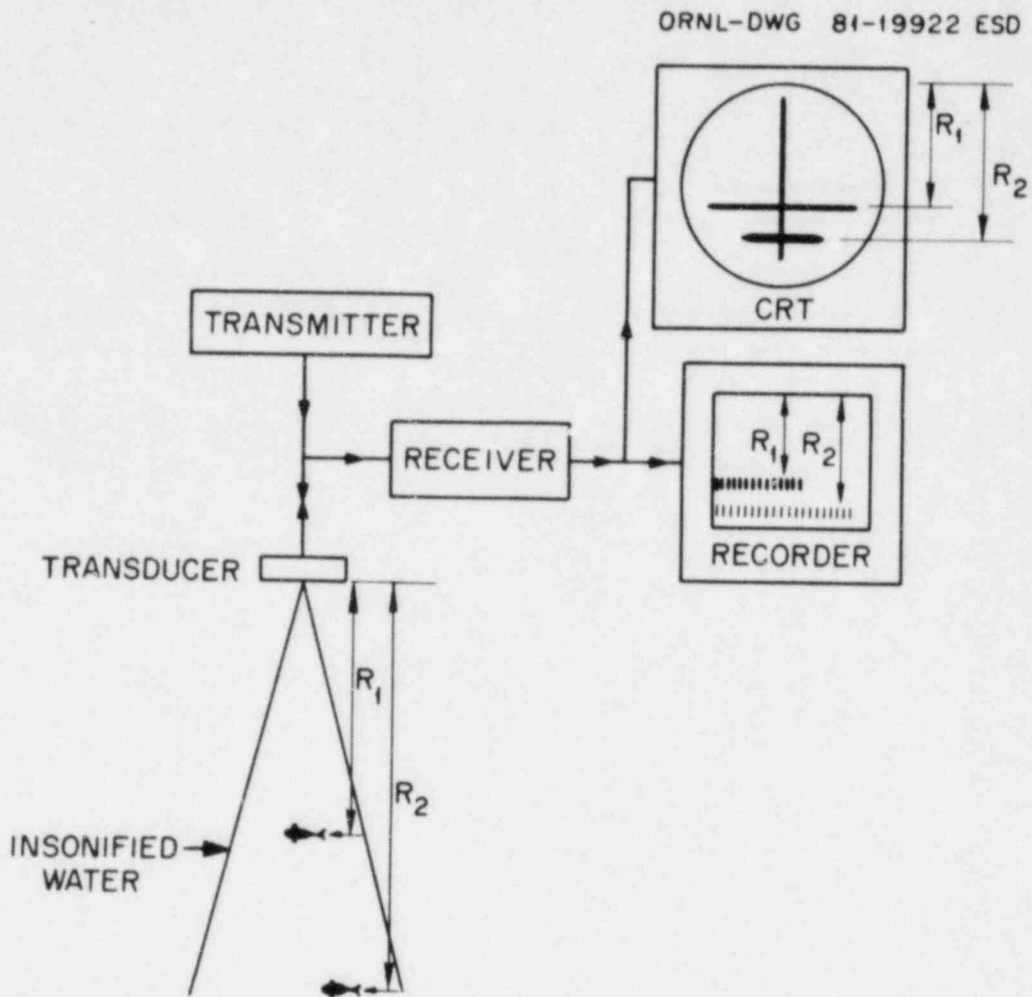 ORNL-DWG 81-19922 ESD
R₁
R₂
CRT
TRANSMITTER
RECEIVER
R₁
R₂
RECORDER
TRANSDUCER
R₁
R₂
INSONIFIED
WATER